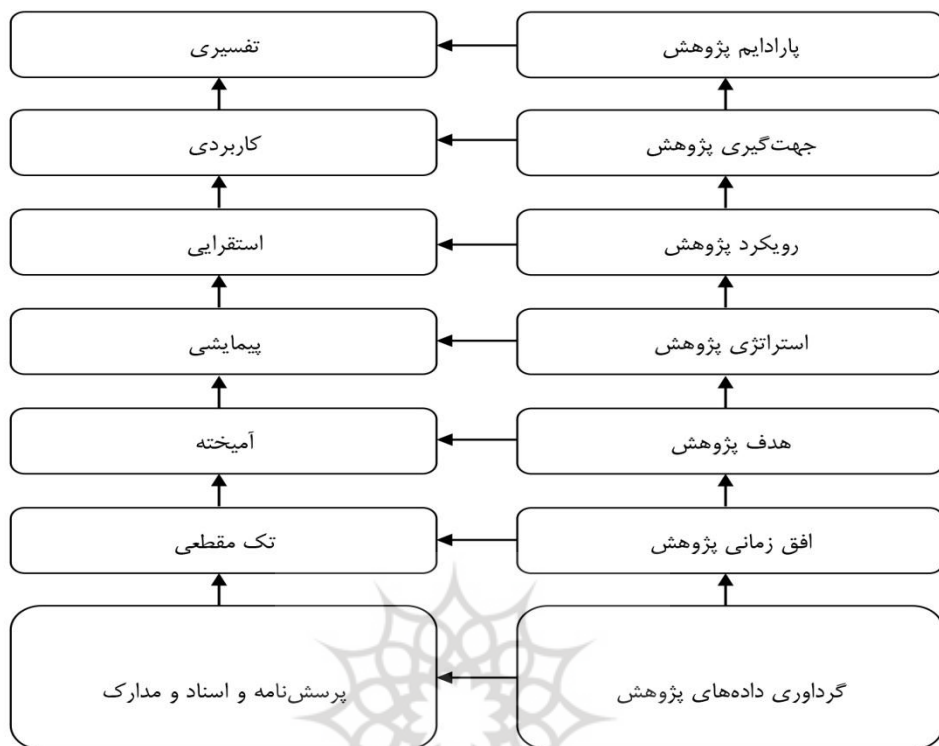 پارادایم پژوهش
تفسیری
جهت‌گیری پژوهش
کاربردی
رویکرد پژوهش
استقرایی
استراتژی پژوهش
پیمایشی
هدف پژوهش
آمیخته
افق زمانی پژوهش
تک مقطعی
گرداوری داده‌های پژوهش
پرسش‌نامه و اسناد و مدارک